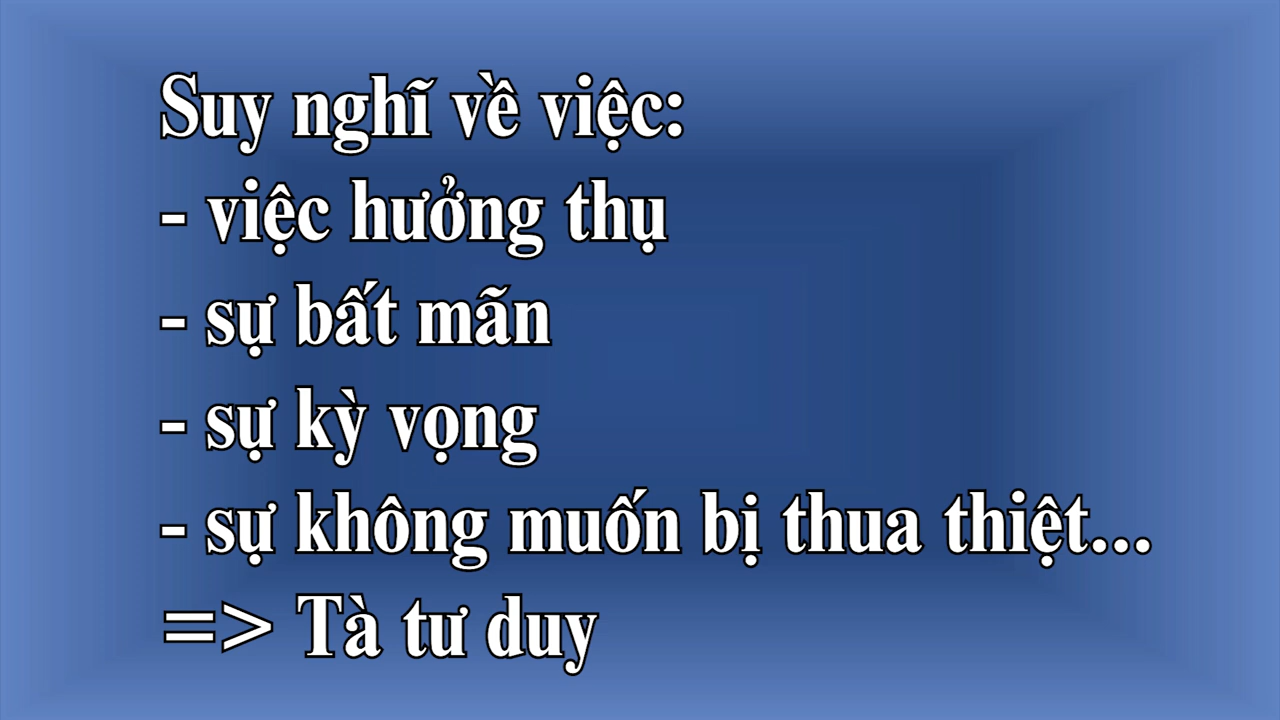 Suy nghĩ về việc:
- việc hưởng thụ
- sự bất mãn
- sự kỳ vọng
- sự không muốn bị thua thiệt...
=> Tà tư duy